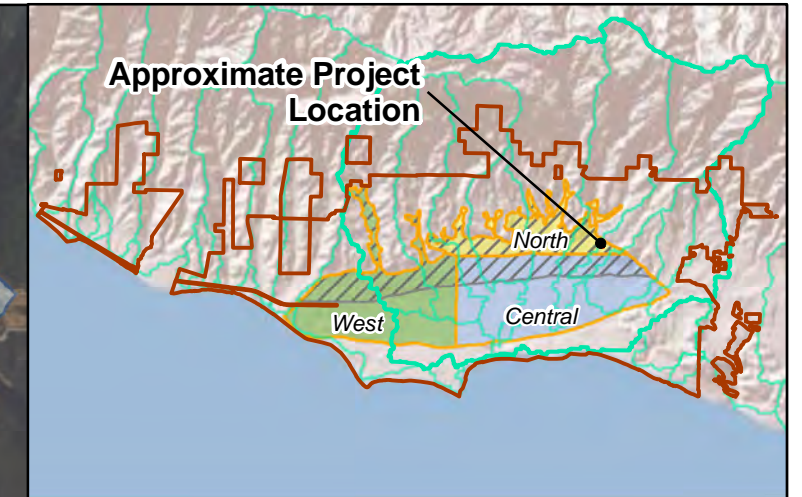 Approximate Project
Location
North
West
Central